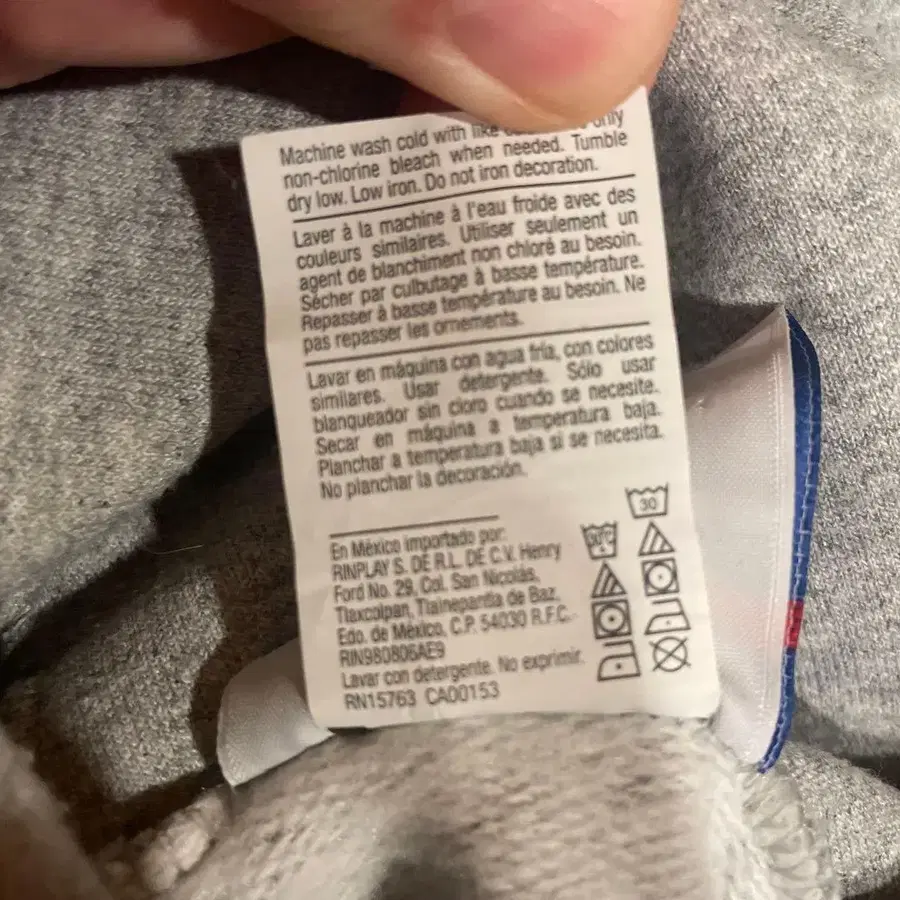 Machine wash cold with like only
non-chlorine bleach when needed. Tumble
dry low. Low iron. Do not iron decoration.
Laver à la machine à l'eau froide avec des
couleurs similaires. Utiliser seulement un
agent de blanchiment non chloré au besoin.
Sécher par culbutage à basse température.
Repasser à basse température au besoin. Ne
pas repasser les ornements.
Lavar en máquina con agua fría, con colores
similares. Usar detergente. Sólo usar
blanqueador sin cloro cuando se necesite.
Secar en máquina a temperatura baja.
Planchar a temperatura baja si se necesita.
No planchar la decoración.
30
En México importado por:
RINPLAY S. DE R.L. DE C.V. Henry
Ford No. 29, Col. San Nicolás,
Tlaxcolpan, Tlalnepantla de Baz,
Edo. de México, C.P. 54030 R.F.C.
RIN980806AE9
Lavar con detergente. No exprimir.
RN15763 CA00153